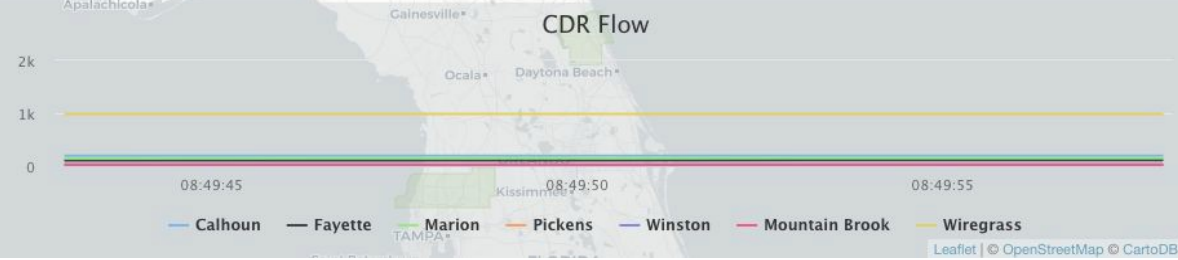 Apalachicola
Gainesville
CDR Flow
2k
Ocala
Daytona Beach
1k
0
08:49:45
08:49:50
08:49:55
Kissimmee
Calhoun
Fayette
Marion
Pickens
Winston
Mountain Brook
Wiregrass
TAMPA
Leaflet | © OpenStreetMap © CartoDB
FLORIDA